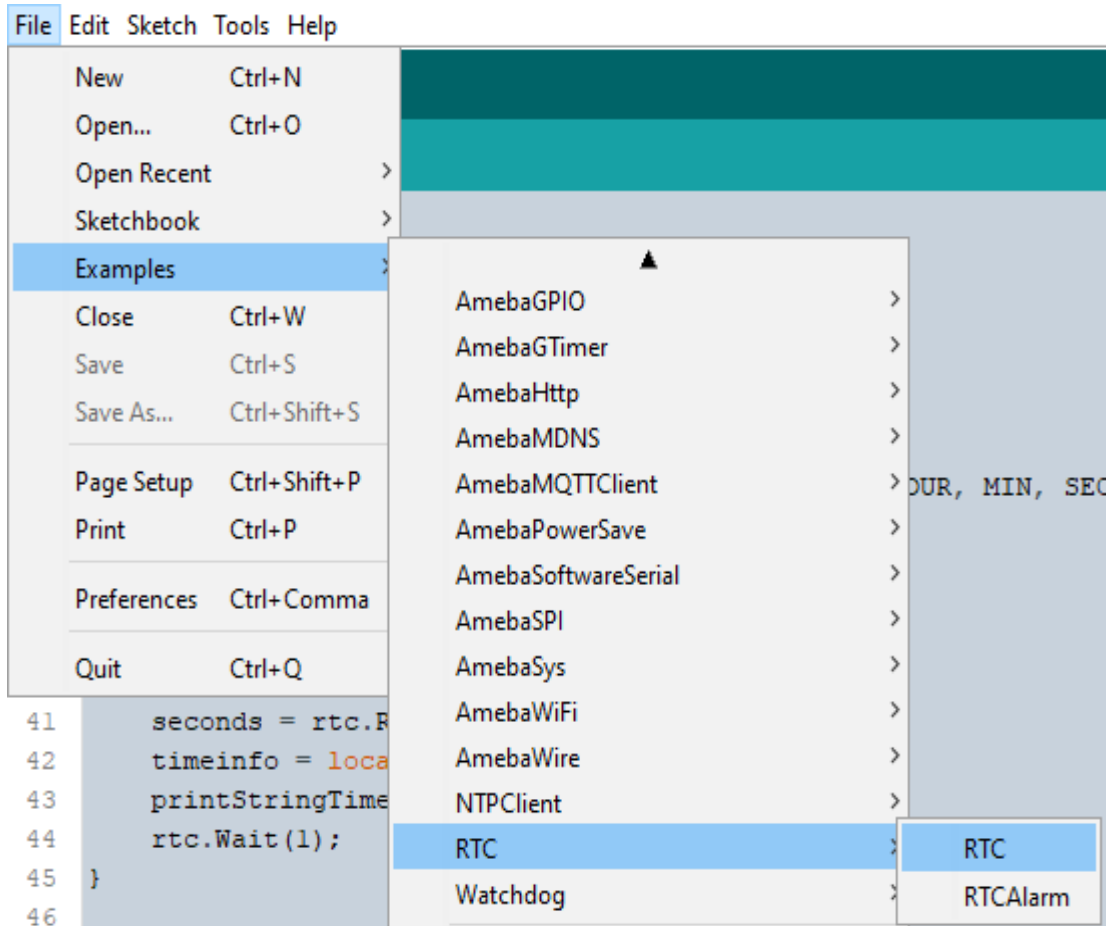 File Edit Sketch Tools Help
New Ctrl+N
Open... Ctrl+O
Open Recent
Sketchbook
Examples
Close Ctrl+W
Save Ctrl+S
Save As... Ctrl+Shift+S
Page Setup Ctrl+Shift+P
Print Ctrl+P
Preferences Ctrl+Comma
Quit Ctrl+Q
AmebaGPIO
AmebaGTimer
AmebaHttp
AmebaMDNS
AmebaMQTTClient
AmebaPowerSave
AmebaSoftwareSerial
AmebaSPI
AmebaSys
AmebaWiFi
AmebaWire
NTPClient
RTC
Watchdog
RTC
RTCAlarm
OUR, MIN, SEC
41 seconds = rtc.R
42 timeinfo = loca
43 printStringTime
44 rtc.Wait(1);
45 }
46